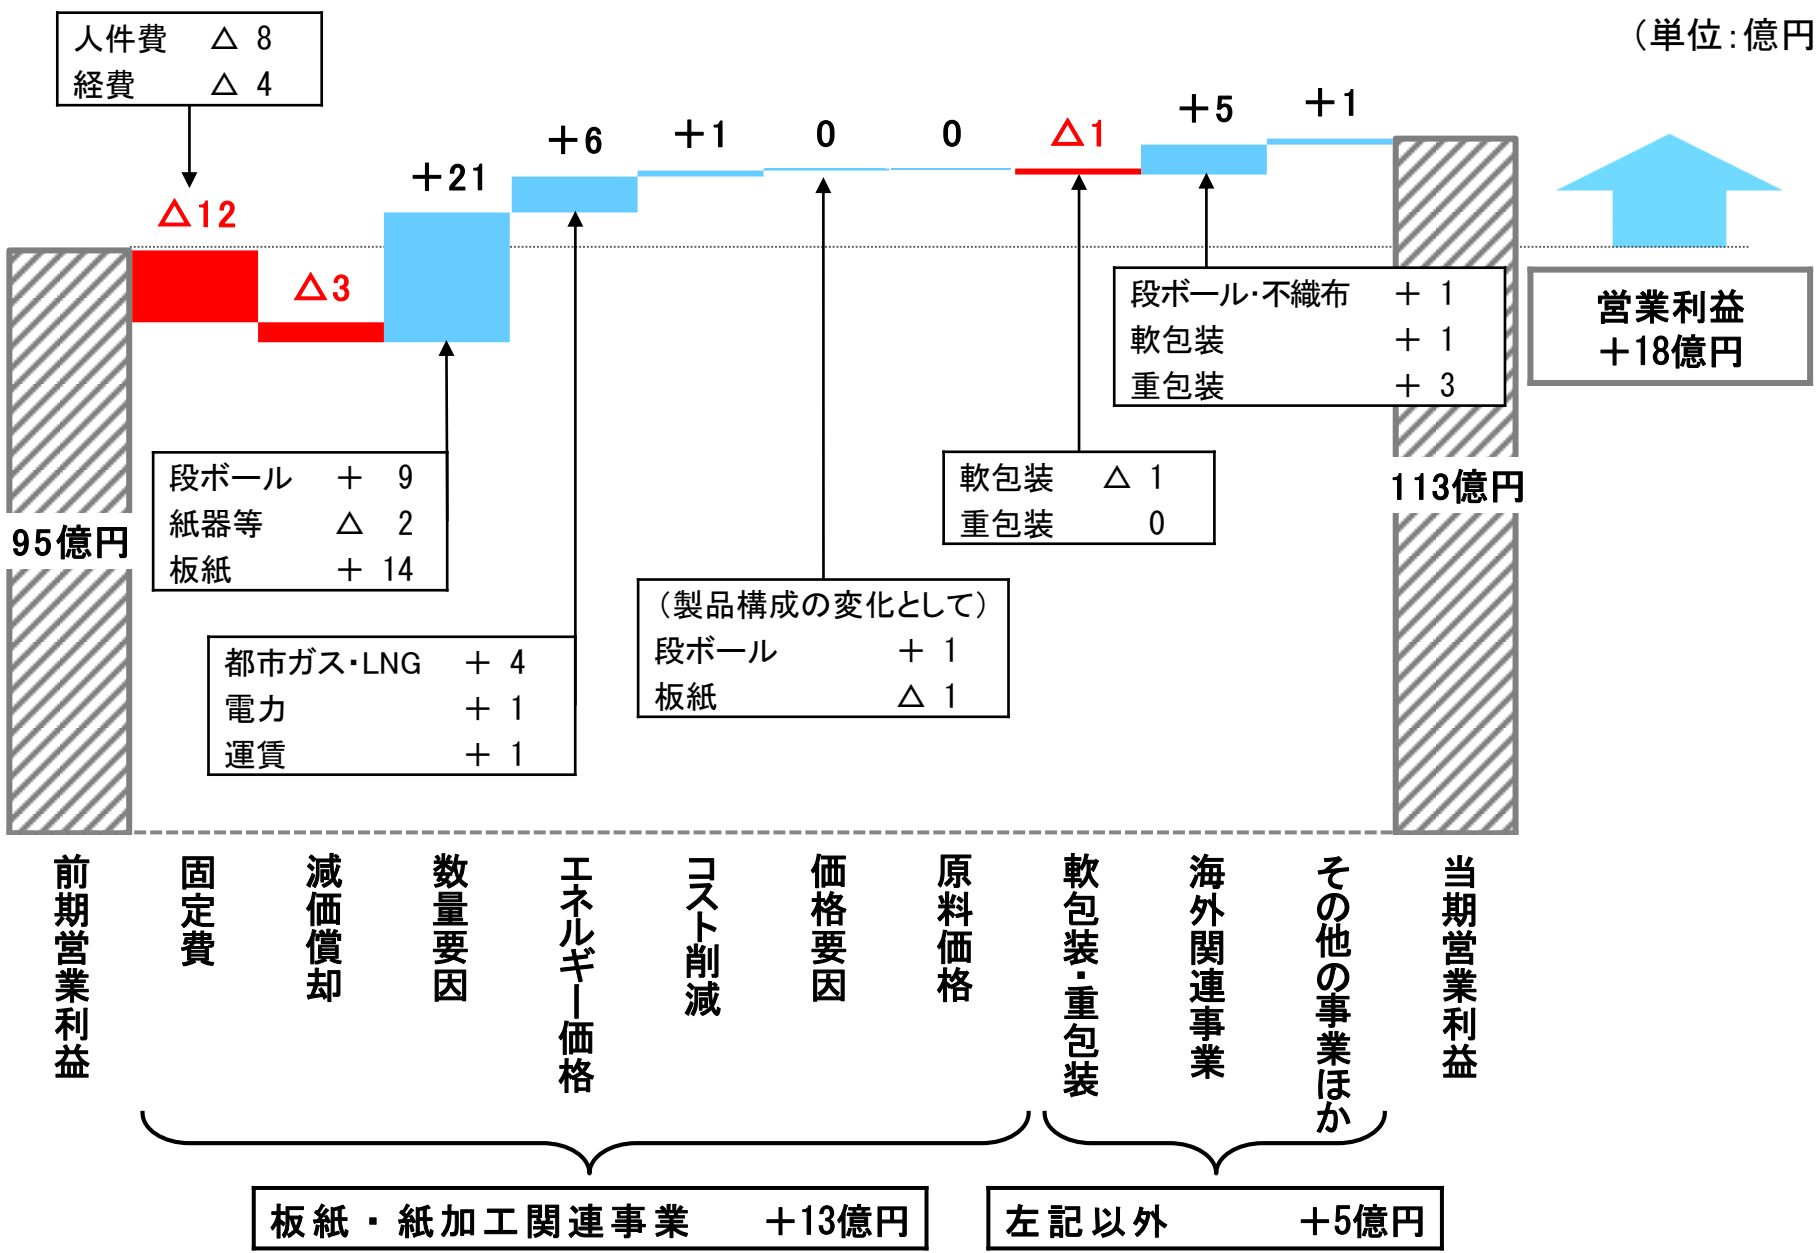 (単位:億円
人件費 △ 8
経費 △ 4
△12
△3
+21
+6
+1
0
0
△1
+5
+1
段ボール・不織布 + 1
軟包装 + 1
重包装 + 3
営業利益
+18億円
段ボール + 9
紙器等 △ 2
板紙 + 14
軟包装 △ 1
重包装 0
95億円
113億円
(製品構成の変化として)
段ボール + 1
板紙 △ 1
都市ガス・LNG + 4
電力 + 1
運賃 + 1
前期営業利益
固定費
減価償却
数量要因
エネルギー価格
コスト削減
価格要因
原料価格
軟包装・重包装
海外関連事業
その他の事業ほか
当期営業利益
板紙・紙加工関連事業 +13億円
左記以外 +5億円